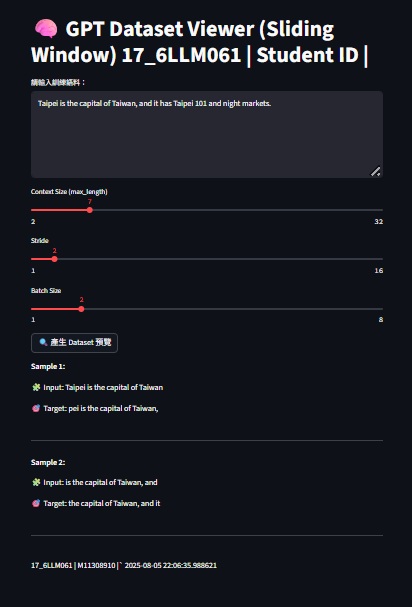 🧠 GPT Dataset Viewer (Sliding
Window) 17_6LLM061 | Student ID |
請輸入訓練語料：
Taipei is the capital of Taiwan, and it has Taipei 101 and night markets.
Context Size (max_length)
7
2 32
Stride
2
1 16
Batch Size
2
1 8
🔍 產生 Dataset 預覽
Sample 1:
🧩 Input: Taipei is the capital of Taiwan
🎯 Target: pei is the capital of Taiwan,
Sample 2:
🧩 Input: is the capital of Taiwan, and
🎯 Target: the capital of Taiwan, and it
17_6LLM061 | M11308910 |` 2025-08-05 22:06:35.988621